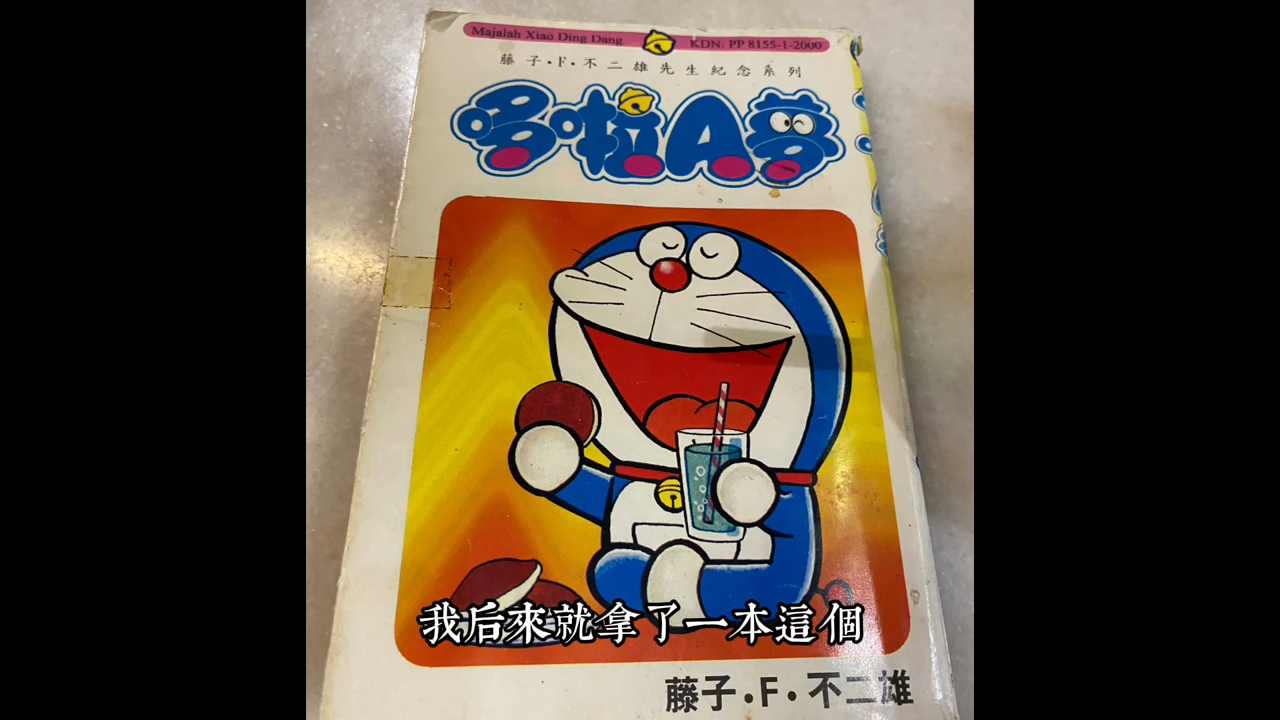 Majalah Xiao Ding Dang KDN: PP 8155-1-2000
藤子・F・不二雄先生紀念系列
哆啦A夢
我后來就拿了一本這個
藤子・F・不二雄